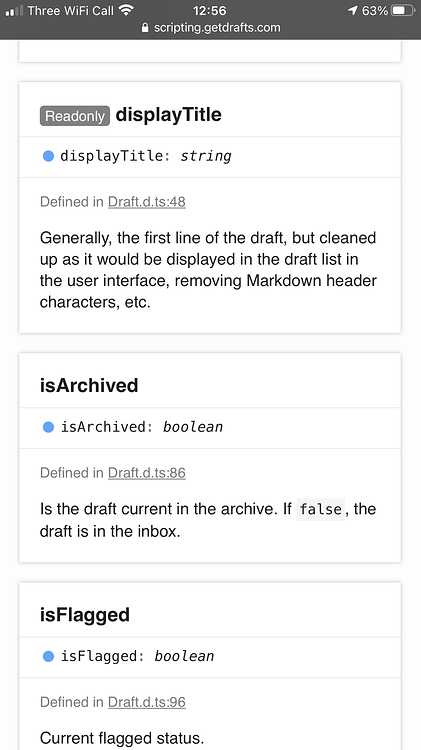 Three WiFi Call 12:56 63%
scripting.getdrafts.com
Readonly displayTitle
displayTitle: string
Defined in Draft.d.ts:48
Generally, the first line of the draft, but cleaned
up as it would be displayed in the draft list in
the user interface, removing Markdown header
characters, etc.
isArchived
isArchived: boolean
Defined in Draft.d.ts:86
Is the draft current in the archive. If false, the
draft is in the inbox.
isFlagged
isFlagged: boolean
Defined in Draft.d.ts:96
Current flagged status.